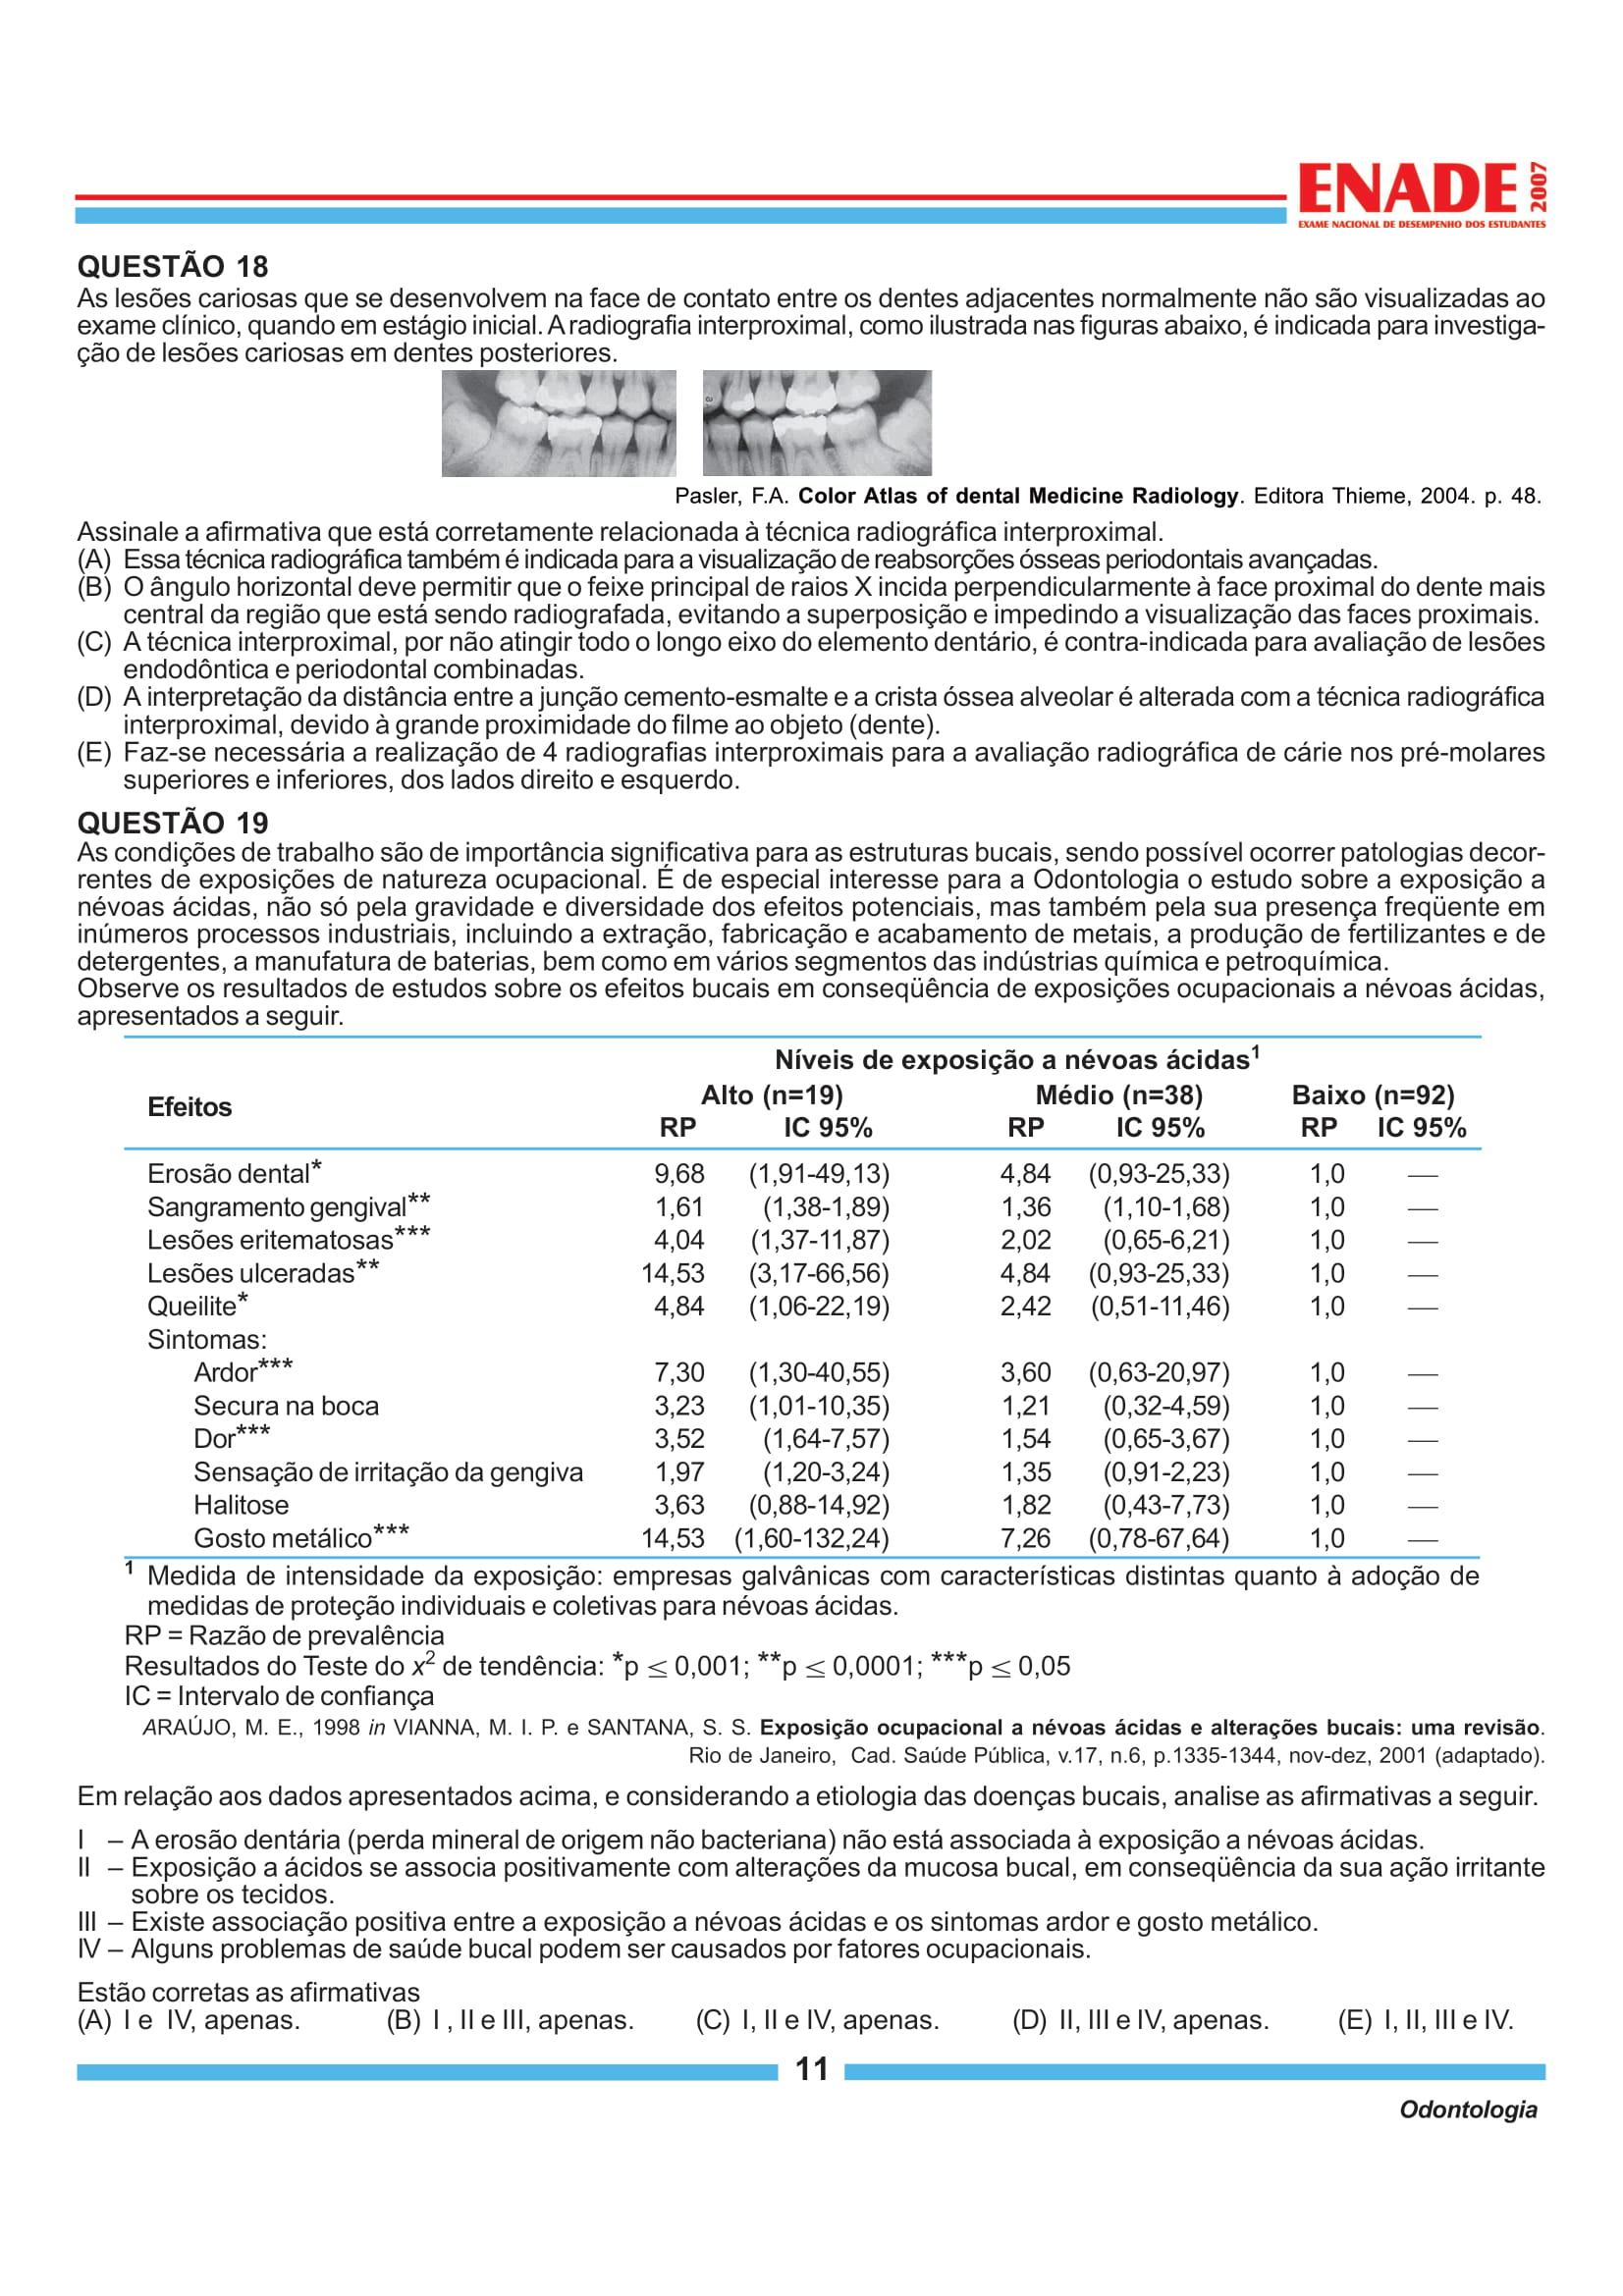 ENADE 2007
EXAME NACIONAL DE DESEMPENHO DOS ESTUDANTES
QUESTÃO 18
As lesões cariosas que se desenvolvem na face de contato entre os dentes adjacentes normalmente não são visualizadas ao
exame clínico, quando em estágio inicial. A radiografia interproximal, como ilustrada nas figuras abaixo, é indicada para investiga-
ção de lesões cariosas em dentes posteriores.
Pasler, F.A. Color Atlas of dental Medicine Radiology. Editora Thieme, 2004. p. 48.
Assinale a afirmativa que está corretamente relacionada à técnica radiográfica interproximal.
(A) Essa técnica radiográfica também é indicada para a visualização de reabsorções ósseas periodontais avançadas.
(B) O ângulo horizontal deve permitir que o feixe principal de raios X incida perpendicularmente à face proximal do dente mais
central da região que está sendo radiografada, evitando a superposição e impedindo a visualização das faces proximais.
(C) A técnica interproximal, por não atingir todo o longo eixo do elemento dentário, é contra-indicada para avaliação de lesões
endodôntica e periodontal combinadas.
(D) A interpretação da distância entre a junção cemento-esmalte e a crista óssea alveolar é alterada com a técnica radiográfica
interproximal, devido à grande proximidade do filme ao objeto (dente).
(E) Faz-se necessária a realização de 4 radiografias interproximais para a avaliação radiográfica de cárie nos pré-molares
superiores e inferiores, dos lados direito e esquerdo.
QUESTÃO 19
As condições de trabalho são de importância significativa para as estruturas bucais, sendo possível ocorrer patologias decor-
rentes de exposições de natureza ocupacional. É de especial interesse para a Odontologia o estudo sobre a exposição a
névoas ácidas, não só pela gravidade e diversidade dos efeitos potenciais, mas também pela sua presença freqüente em
inúmeros processos industriais, incluindo a extração, fabricação e acabamento de metais, a produção de fertilizantes e de
detergentes, a manufatura de baterias, bem como em vários segmentos das indústrias química e petroquímica.
Observe os resultados de estudos sobre os efeitos bucais em conseqüência de exposições ocupacionais a névoas ácidas,
apresentados a seguir.
Níveis de exposição a névoas ácidas¹
Efeitos Alto (n=19) Médio (n=38) Baixo (n=92)
RP IC 95% RP IC 95% RP IC 95%
Erosão dental* 9,68 (1,91-49,13) 4,84 (0,93-25,33) 1,0 —
Sangramento gengival** 1,61 (1,38-1,89) 1,36 (1,10-1,68) 1,0 —
Lesões eritematosas*** 4,04 (1,37-11,87) 2,02 (0,65-6,21) 1,0 —
Lesões ulceradas** 14,53 (3,17-66,56) 4,84 (0,93-25,33) 1,0 —
Queilite* 4,84 (1,06-22,19) 2,42 (0,51-11,46) 1,0 —
Sintomas:
Ardor*** 7,30 (1,30-40,55) 3,60 (0,63-20,97) 1,0 —
Secura na boca 3,23 (1,01-10,35) 1,21 (0,32-4,59) 1,0 —
Dor*** 3,52 (1,64-7,57) 1,54 (0,65-3,67) 1,0 —
Sensação de irritação da gengiva 1,97 (1,20-3,24) 1,35 (0,91-2,23) 1,0 —
Halitose 3,63 (0,88-14,92) 1,82 (0,43-7,73) 1,0 —
Gosto metálico*** 14,53 (1,60-132,24) 7,26 (0,78-67,64) 1,0 —
¹ Medida de intensidade da exposição: empresas galvânicas com características distintas quanto à adoção de
medidas de proteção individuais e coletivas para névoas ácidas.
RP = Razão de prevalência
Resultados do Teste do x² de tendência: *p ≤ 0,001; **p ≤ 0,0001; ***p ≤ 0,05
IC = Intervalo de confiança
ARAÚJO, M. E., 1998 in VIANNA, M. I. P. e SANTANA, S. S. Exposição ocupacional a névoas ácidas e alterações bucais: uma revisão.
Rio de Janeiro, Cad. Saúde Pública, v.17, n.6, p.1335-1344, nov-dez, 2001 (adaptado).
Em relação aos dados apresentados acima, e considerando a etiologia das doenças bucais, analise as afirmativas a seguir.
I – A erosão dentária (perda mineral de origem não bacteriana) não está associada à exposição a névoas ácidas.
II – Exposição a ácidos se associa positivamente com alterações da mucosa bucal, em conseqüência da sua ação irritante
sobre os tecidos.
III – Existe associação positiva entre a exposição a névoas ácidas e os sintomas ardor e gosto metálico.
IV – Alguns problemas de saúde bucal podem ser causados por fatores ocupacionais.
Estão corretas as afirmativas
(A) I e IV, apenas. (B) I , II e III, apenas. (C) I, II e IV, apenas. (D) II, III e IV, apenas. (E) I, II, III e IV.
11
Odontologia